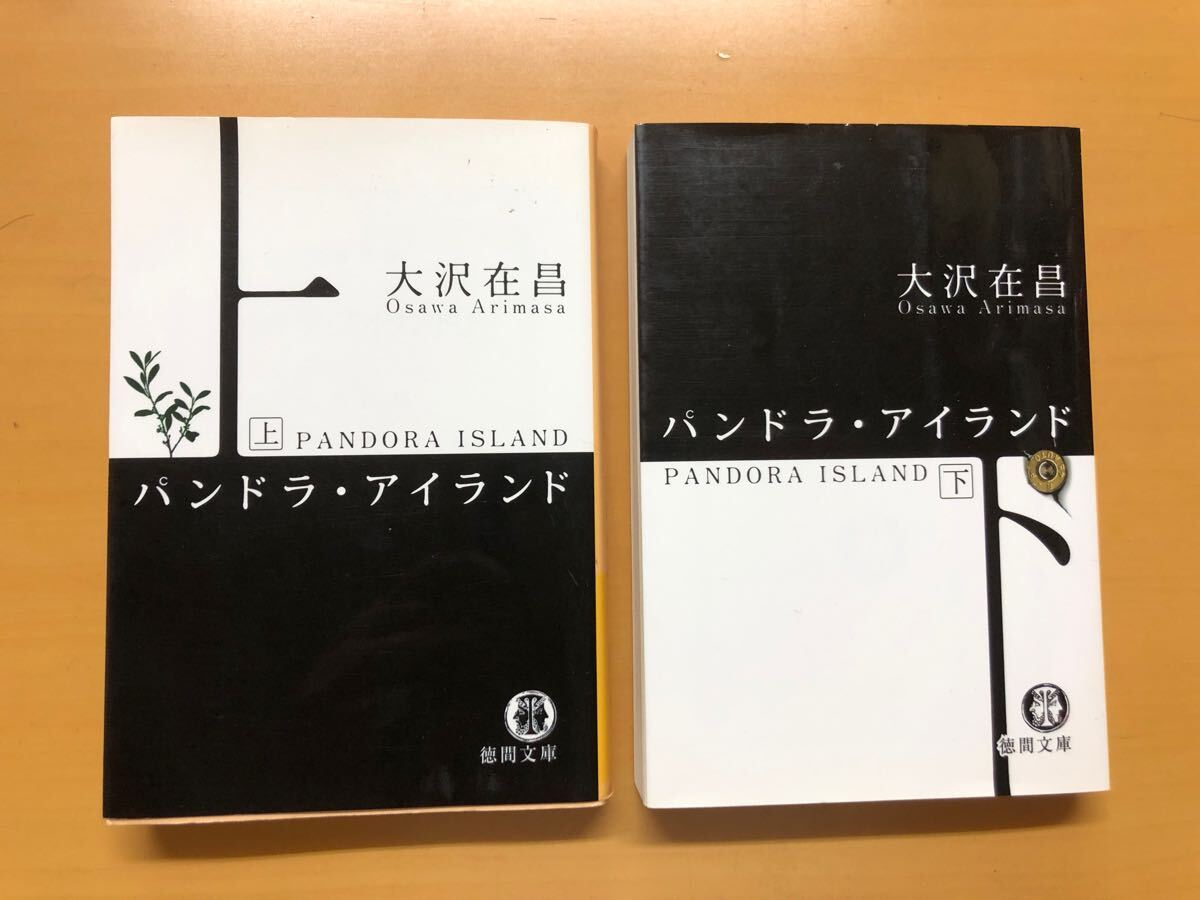 上
大沢在昌
Osawa Arimasa
上 PANDORA ISLAND
パンドラ・アイランド
徳間文庫
大沢在昌
Osawa Arimasa
パンドラ・アイランド
PANDORA ISLAND 下
下
徳間文庫